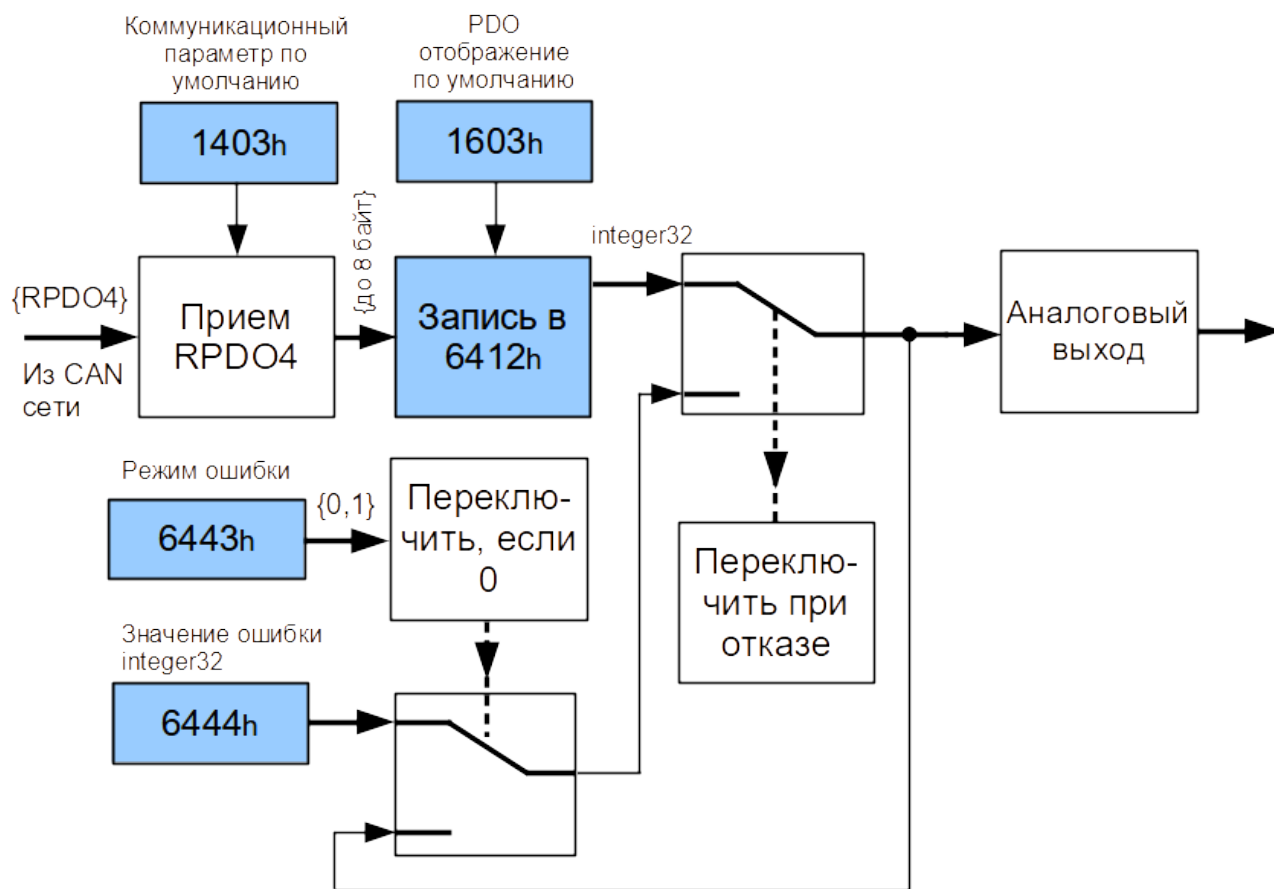 Коммуникационный
параметр по
умолчанию
PDO
отображение
по умолчанию
1403h
1603h
{до 8 байт}
integer32
{RPDO4}
Из CAN
сети
Прием
RPDO4
Запись в
6412h
Аналоговый
выход
Режим ошибки
6443h
{0,1}
Переклю-
чить, если
0
Переклю-
чить при
отказе
Значение ошибки
integer32
6444h